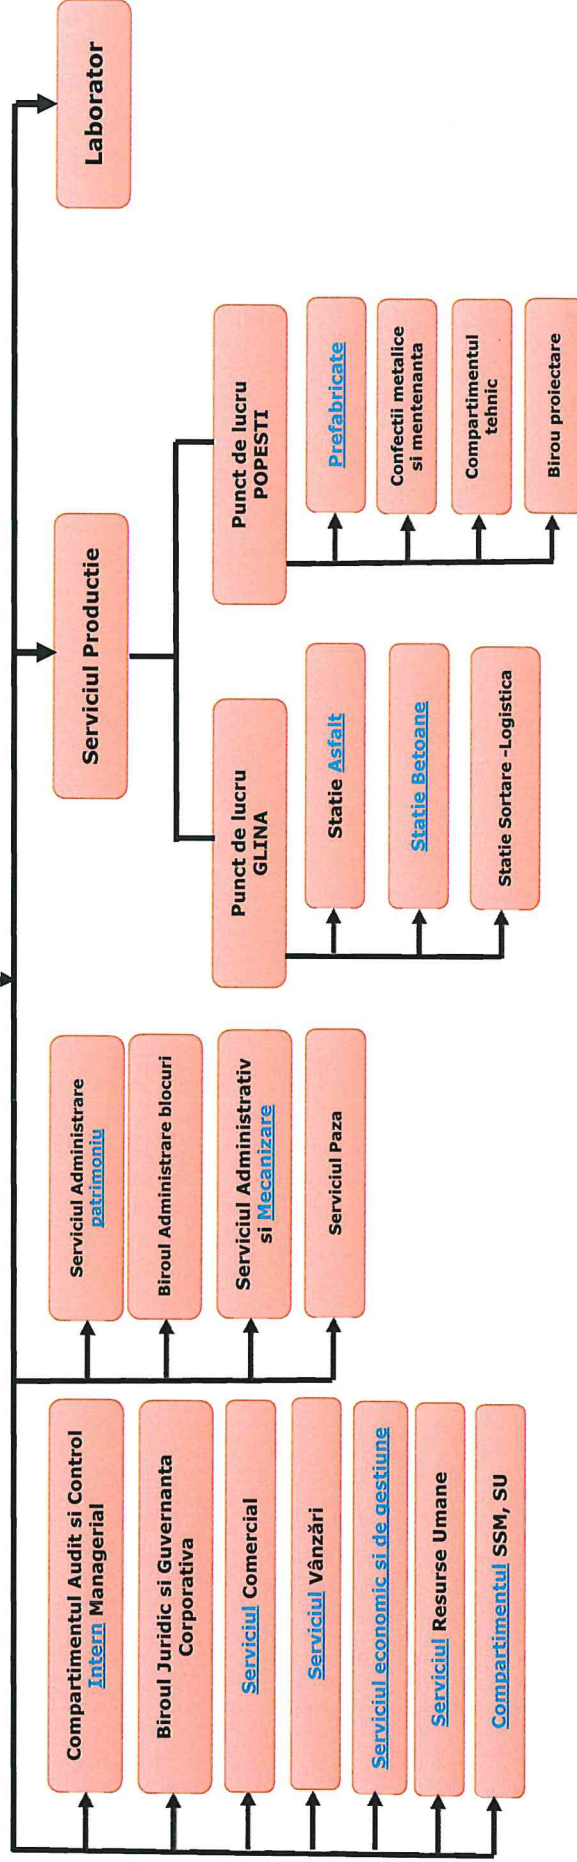 Compartimentul Audit si Control
Intern Managerial
Biroul Juridic si Guvernanta
Corporativa
Serviciul Comercial
Serviciul Vânzări
Serviciul economic si de gestiune
Serviciul Resurse Umane
Compartimentul SSM, SU
Serviciul Administrare
patrimoniu
Biroul Administrare blocuri
Serviciul Administrativ
si Mecanizare
Serviciul Paza
Serviciul Productie
Punct de lucru
GLINA
Statie Asfalt
Statie Betoane
Statie Sortare -Logistica
Punct de lucru
POPESTI
Prefabricate
Confectii metalice
si mentenanta
Compartimentul
tehnic
Birou proiectare
Laborator